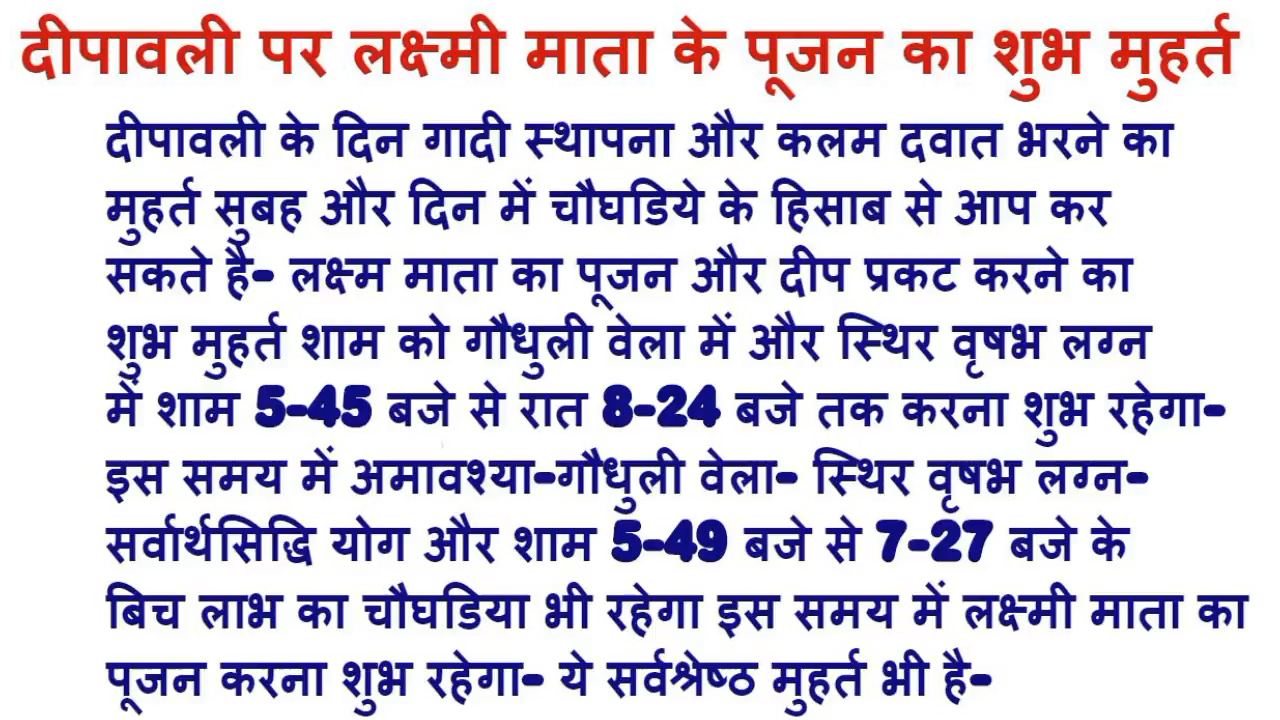 दीपावली पर लक्ष्मी माता के पूजन का शुभ मुहर्त
दीपावली के दिन गादी स्थापना और कलम दवात भरने का
मुहर्त सुबह और दिन में चौघडिये के हिसाब से आप कर
सकते है- लक्ष्म माता का पूजन और दीप प्रकट करने का
शुभ मुहर्त शाम को गौधुली वेला में और स्थिर वृषभ लग्न
में शाम 5-45 बजे से रात 8-24 बजे तक करना शुभ रहेगा-
इस समय में अमावश्या-गौधुली वेला- स्थिर वृषभ लग्न-
सर्वार्थसिद्धि योग और शाम 5-49 बजे से 7-27 बजे के
बिच लाभ का चौघडिया भी रहेगा इस समय में लक्ष्मी माता का
पूजन करना शुभ रहेगा- ये सर्वश्रेष्ठ मुहर्त भी है-